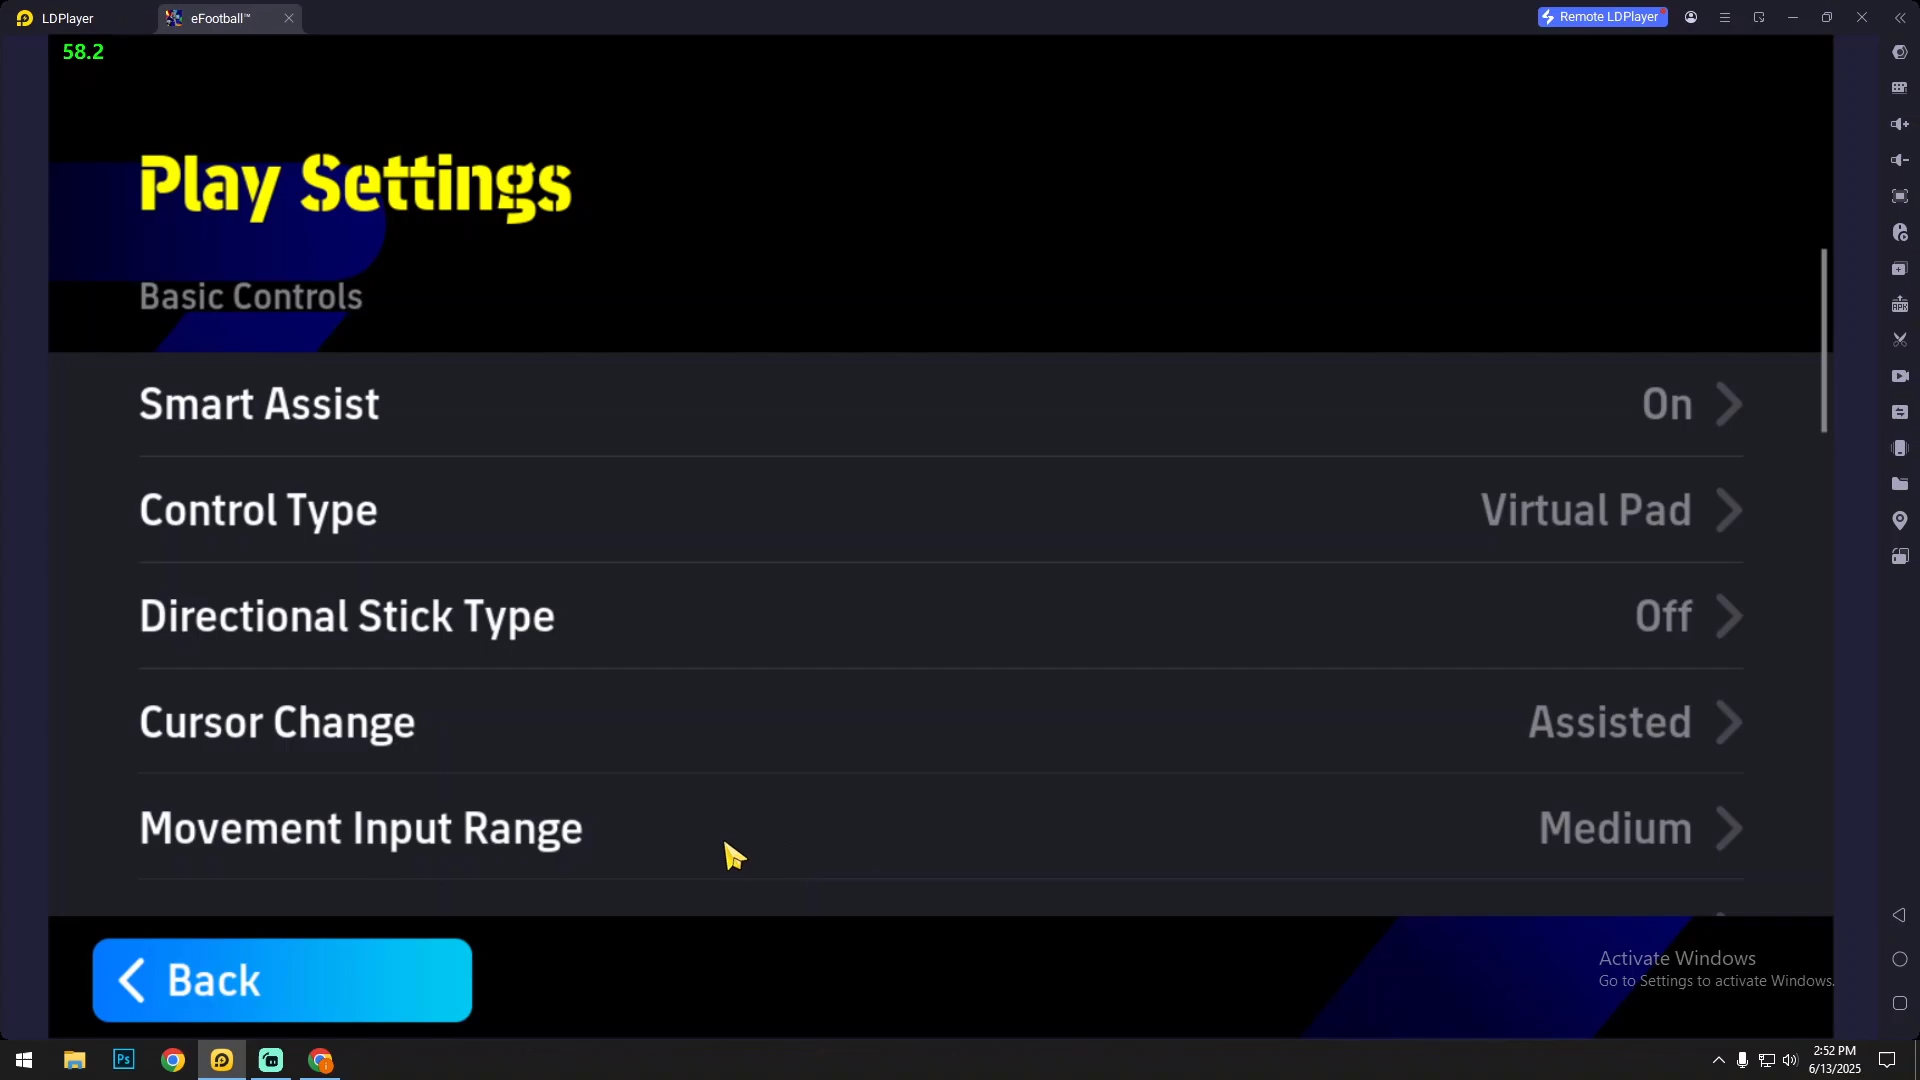 LDPlayer
eFootball™
Remote LDPlayer
58.2
Play Settings
Basic Controls
Smart Assist
On
Control Type
Virtual Pad
Directional Stick Type
Off
Cursor Change
Assisted
Movement Input Range
Medium
Back
Activate Windows
Go to Settings to activate Windows.
Ps
2:52 PM
6/13/2025